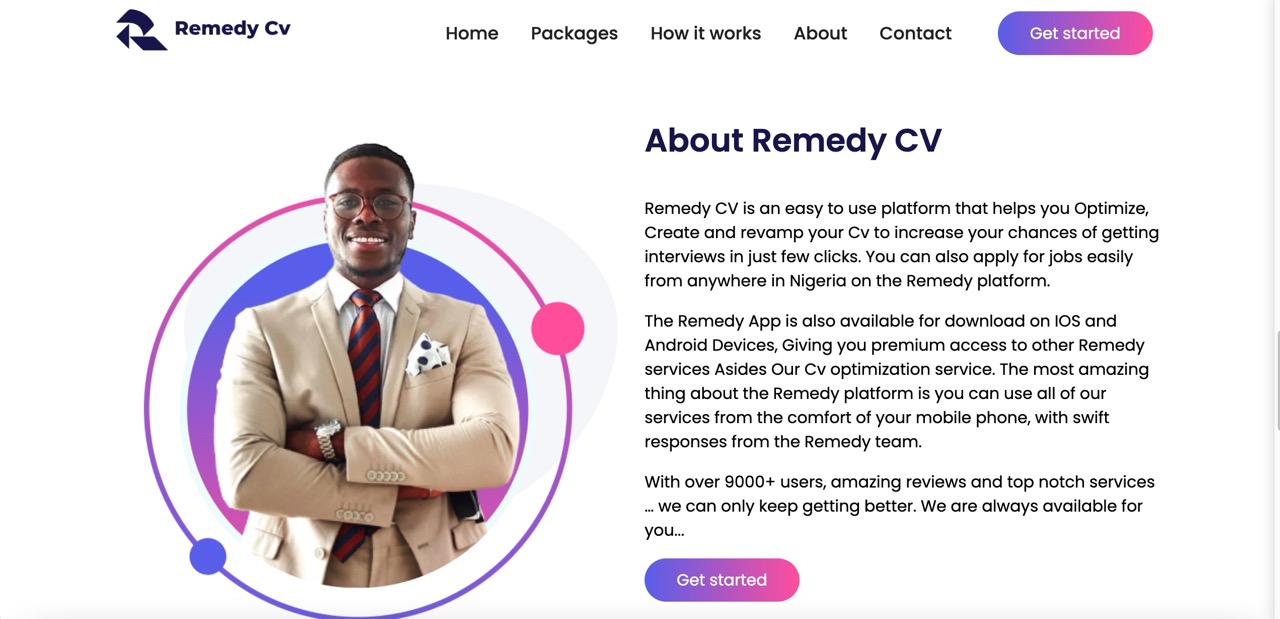 Remedy Cv
Home Packages How it works About Contact Get started
About Remedy CV
Remedy CV is an easy to use platform that helps you Optimize,
Create and revamp your Cv to increase your chances of getting
interviews in just few clicks. You can also apply for jobs easily
from anywhere in Nigeria on the Remedy platform.
The Remedy App is also available for download on IOS and
Android Devices, Giving you premium access to other Remedy
services Asides Our Cv optimization service. The most amazing
thing about the Remedy platform is you can use all of our
services from the comfort of your mobile phone, with swift
responses from the Remedy team.
With over 9000+ users, amazing reviews and top notch services
... we can only keep getting better. We are always available for
you...
Get started